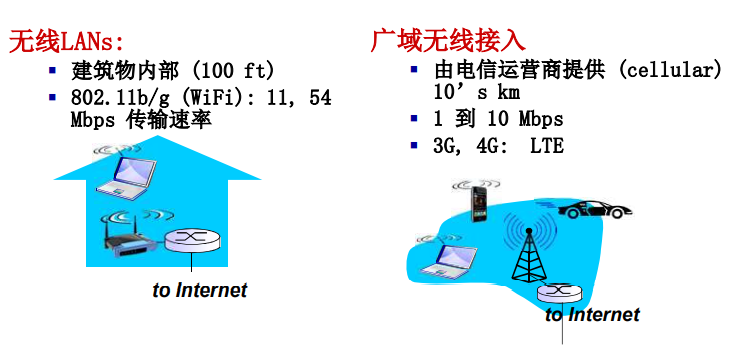 无线LANs:
建筑物内部 (100 ft)
802.11b/g (WiFi): 11, 54
Mbps 传输速率
to Internet
广域无线接入
由电信运营商提供 (cellular)
10’s km
1 到 10 Mbps
3G, 4G: LTE
to Internet